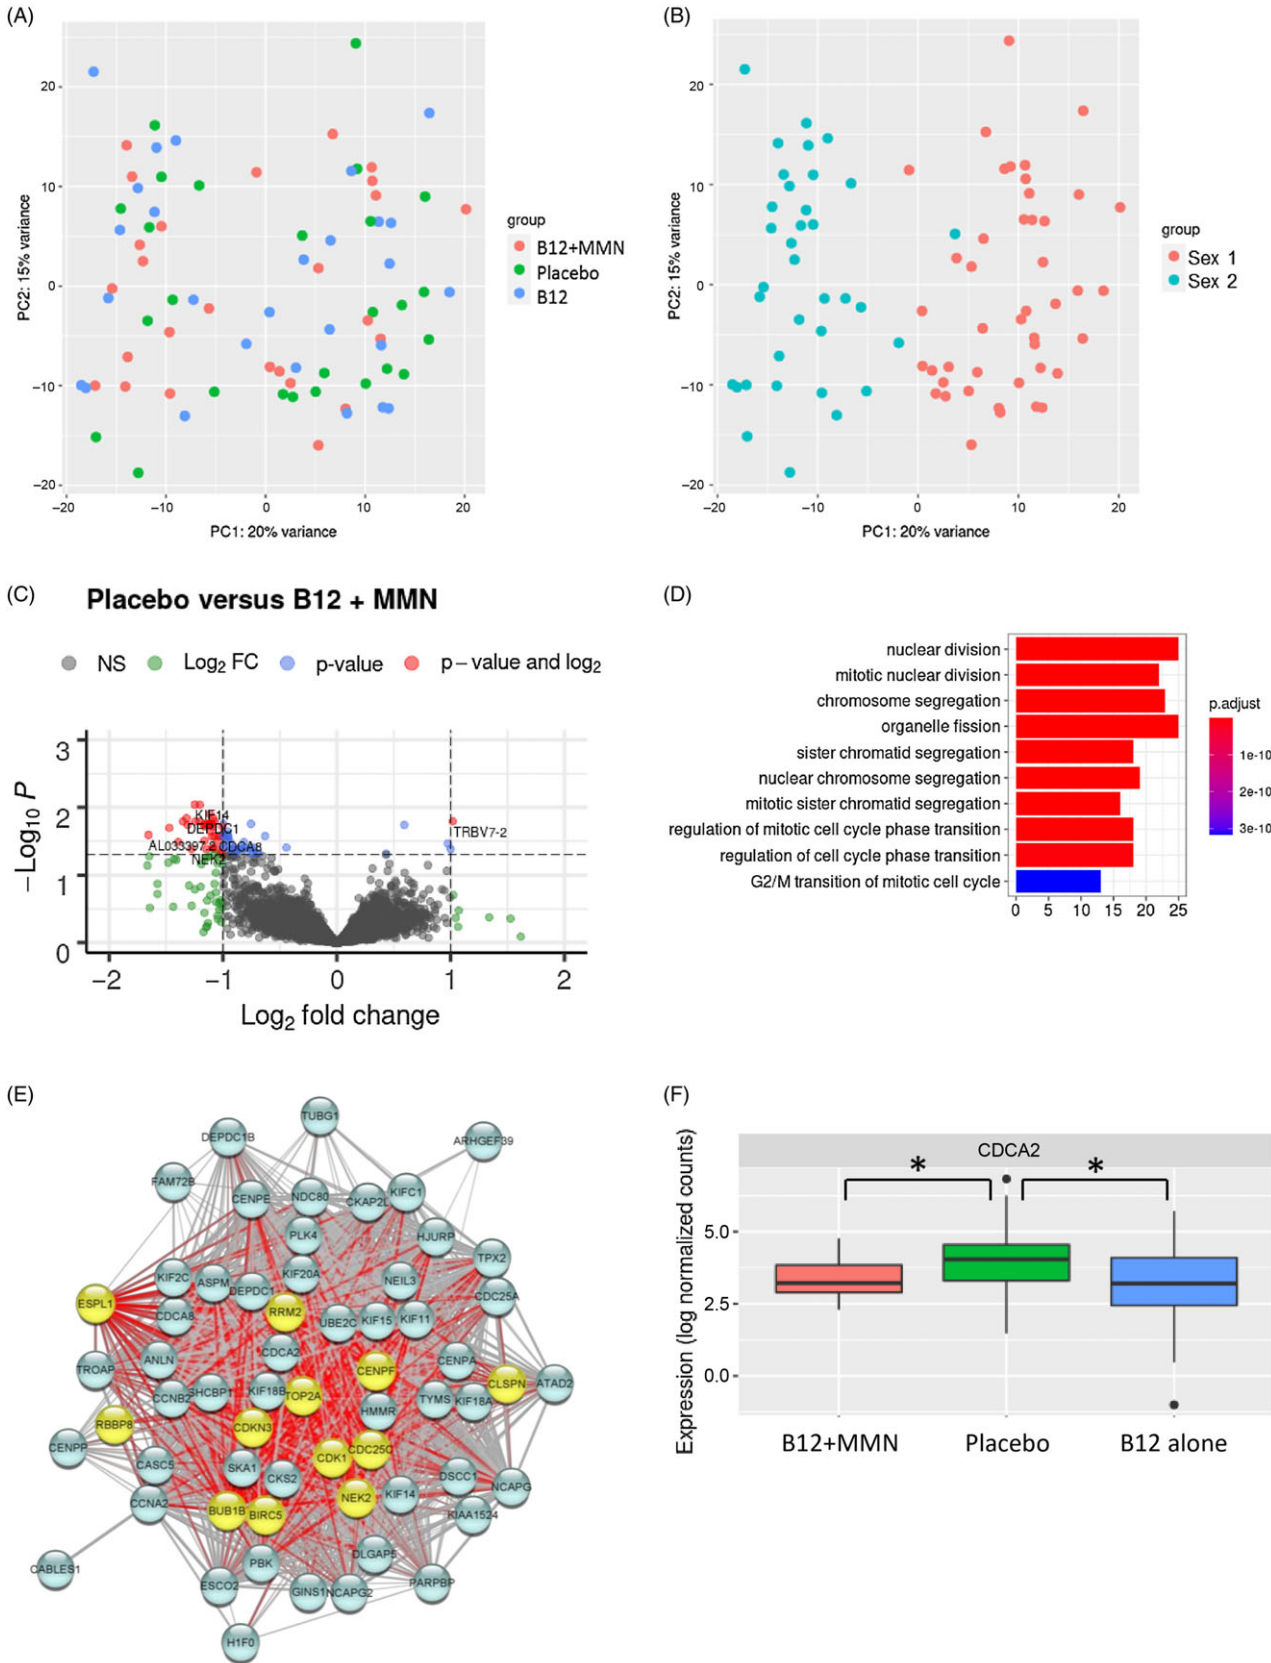 (A)
(B)
20
10
0
−10
−20
−20
−10
0
10
20
PC2: 15% variance
PC1: 20% variance
group
B12+MMN
Placebo
B12
20
10
0
−10
−20
−20
−10
0
10
20
PC2: 15% variance
PC1: 20% variance
group
Sex 1
Sex 2
(C)
Placebo versus B12 + MMN
NS
Log2 FC
p-value
p − value and log2
3
2
1
0
−Log10 P
KIF14
DEPDC1
AL033397.2
CDCA8
NEK2
TRBV7-2
−2
−1
0
1
2
Log2 fold change
(D)
nuclear division
mitotic nuclear division
chromosome segregation
organelle fission
sister chromatid segregation
nuclear chromosome segregation
mitotic sister chromatid segregation
regulation of mitotic cell cycle phase transition
regulation of cell cycle phase transition
G2/M transition of mitotic cell cycle
0
5
10
15
20
25
p.adjust
1e-10
2e-10
3e-10
(E)
TUBG1
DEPDC1B
ARHGEF39
FAM72B
CENPE
NDC80
CKAP2L
KIFC1
PLK4
HJURP
TPX2
KIF2C
ASPM
DEPDC1
KIF20A
NEIL3
CDC25A
ESPL1
CDCA8
RRM2
UBE2C
KIF15
KIF11
TROAP
ANLN
CDCA2
CENPF
CENPA
CLSPN
ATAD2
CCNB2
SHCBP1
KIF18B
TOP2A
HMMR
TYMS
KIF18A
RBBP8
CDKN3
CENPP
CASC5
SKA1
CKS2
CDK1
CDC25C
DSCC1
NCAPG
CCNA2
BUB1B
BIRC5
NEK2
KIF14
KIAA1524
CABLES1
ESCO2
PBK
DLGAP5
GINS1
NCAPG2
PARPBP
H1F0
(F)
CDCA2
*
*
5.0
2.5
0.0
Expression (log normalized counts)
B12+MMN
Placebo
B12 alone